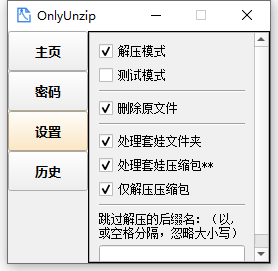 OnlyUnzip
主页
密码
设置
历史
解压模式
测试模式
删除原文件
处理套娃文件夹
处理套娃压缩包**
仅解压压缩包
跳过解压的后缀名：（以,
或空格分隔，忽略大小写）